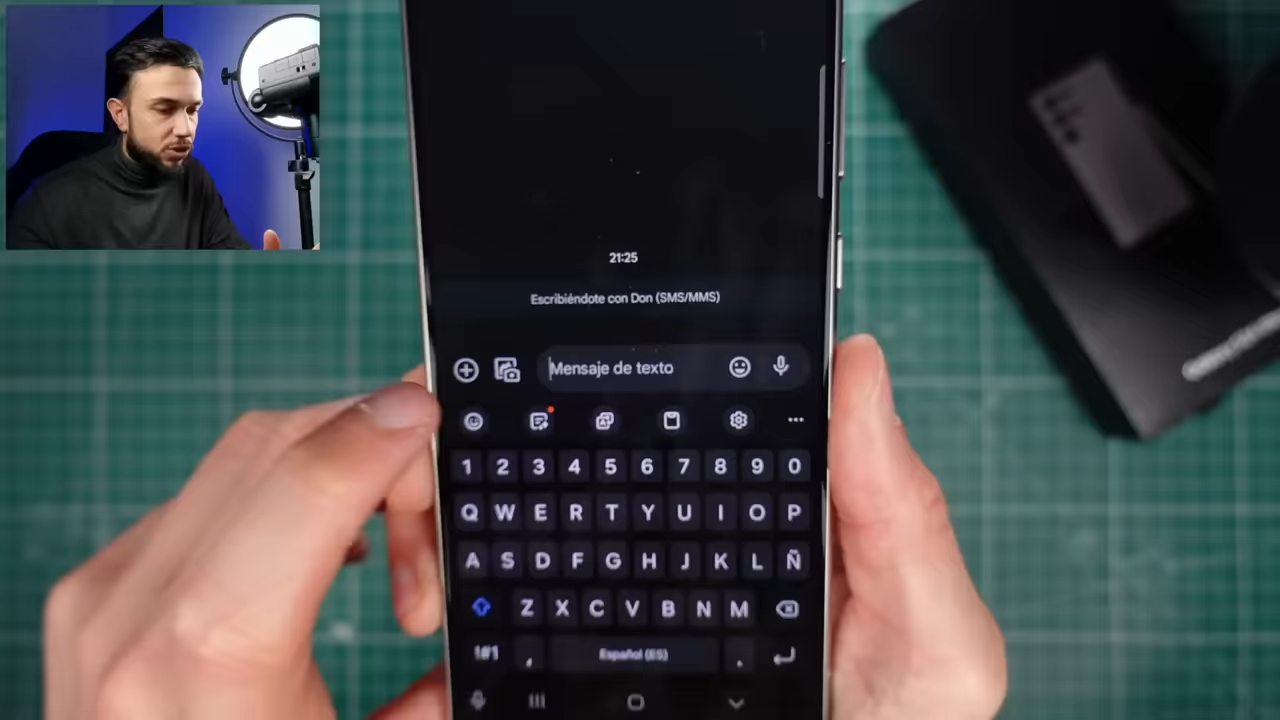 21:25
Escribiéndote con Don (SMS/MMS)
Mensaje de texto
1 2 3 4 5 6 7 8 9 0
Q W E R T Y U I O P
A S D F G H J K L Ñ
Z X C V B N M
!#1 , Español (ES) .